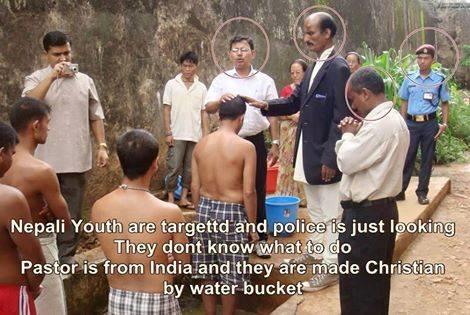 Nepali Youth are targettd and police is just looking
They dont know what to do
Pastor is from India and they are made Christian
by water bucket